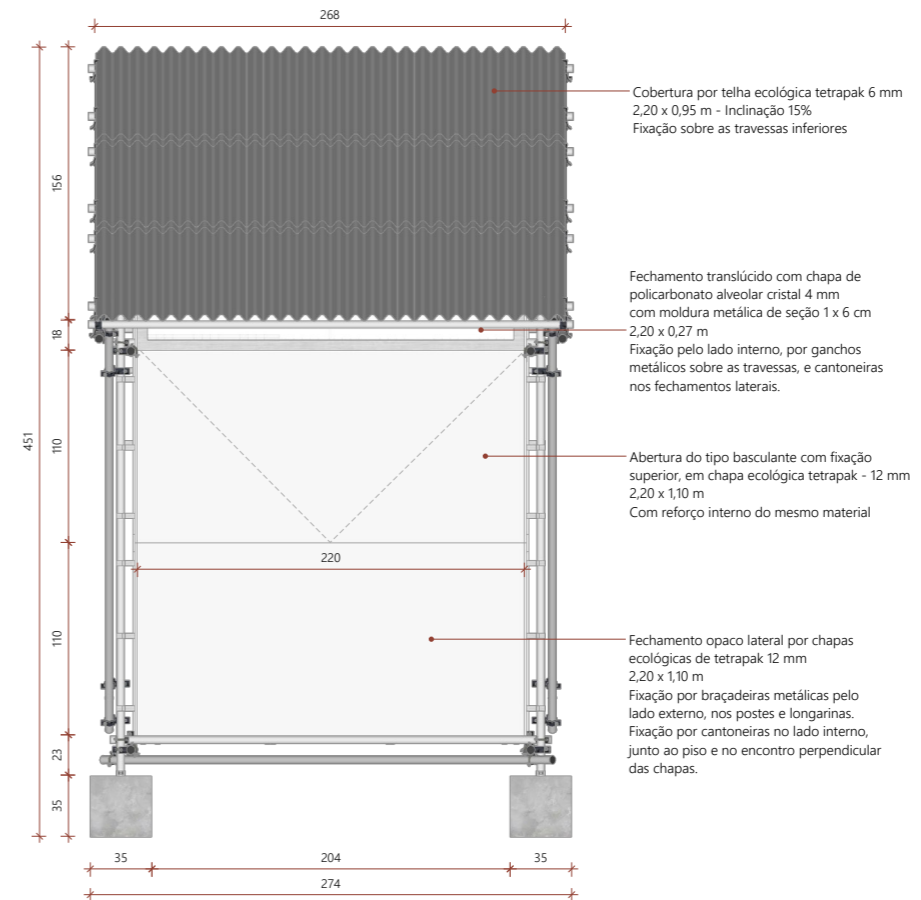 268
Cobertura por telha ecológica tetrapak 6 mm
2,20 x 0,95 m - Inclinação 15%
Fixação sobre as travessas inferiores
156
Fechamento translúcido com chapa de
policarbonato alveolar cristal 4 mm
com moldura metálica de seção 1 x 6 cm
2,20 x 0,27 m
Fixação pelo lado interno, por ganchos
metálicos sobre as travessas, e cantoneiras
nos fechamentos laterais.
18
451
110
Abertura do tipo basculante com fixação
superior, em chapa ecológica tetrapak - 12 mm
2,20 x 1,10 m
Com reforço interno do mesmo material
220
110
Fechamento opaco lateral por chapas
ecológicas de tetrapak 12 mm
2,20 x 1,10 m
Fixação por braçadeiras metálicas pelo
lado externo, nos postes e longarinas.
Fixação por cantoneiras no lado interno,
junto ao piso e no encontro perpendicular
das chapas.
23
35
35
204
35
274